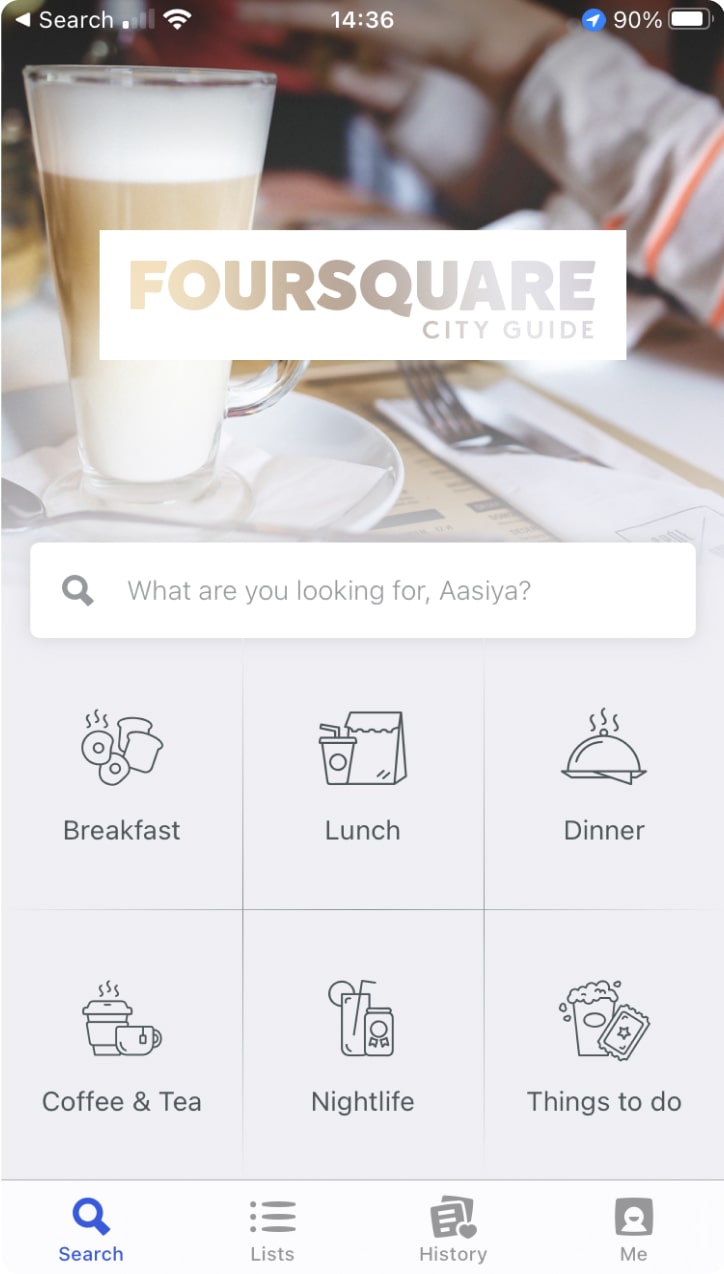 Search
14:36
90%
FOURSQUARE
CITY GUIDE
What are you looking for, Aasiya?
Breakfast
Lunch
Dinner
Coffee & Tea
Nightlife
Things to do
Search
Lists
History
Me